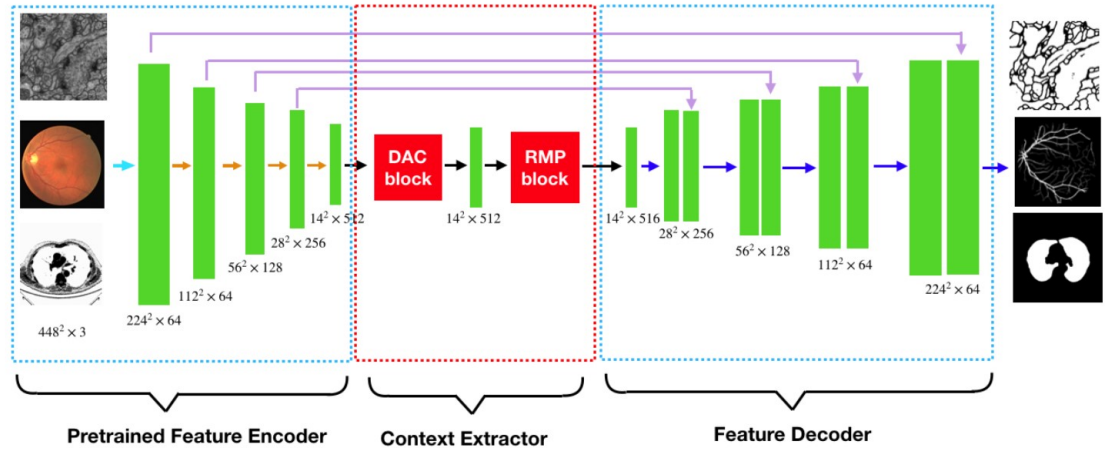 DAC
block
RMP
block
14² × 512
14² × 512
14² × 516
28² × 256
28² × 256
56² × 128
56² × 128
112² × 64
112² × 64
224² × 64
224² × 64
448² × 3
Pretrained Feature Encoder
Context Extractor
Feature Decoder